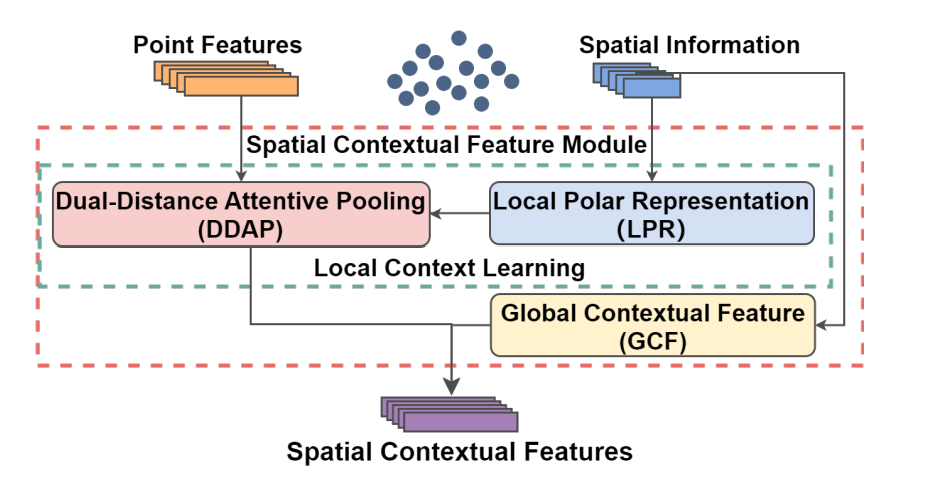 Point Features
Spatial Information
Spatial Contextual Feature Module
Dual-Distance Attentive Pooling
(DDAP)
Local Polar Representation
(LPR)
Local Context Learning
Global Contextual Feature
(GCF)
Spatial Contextual Features